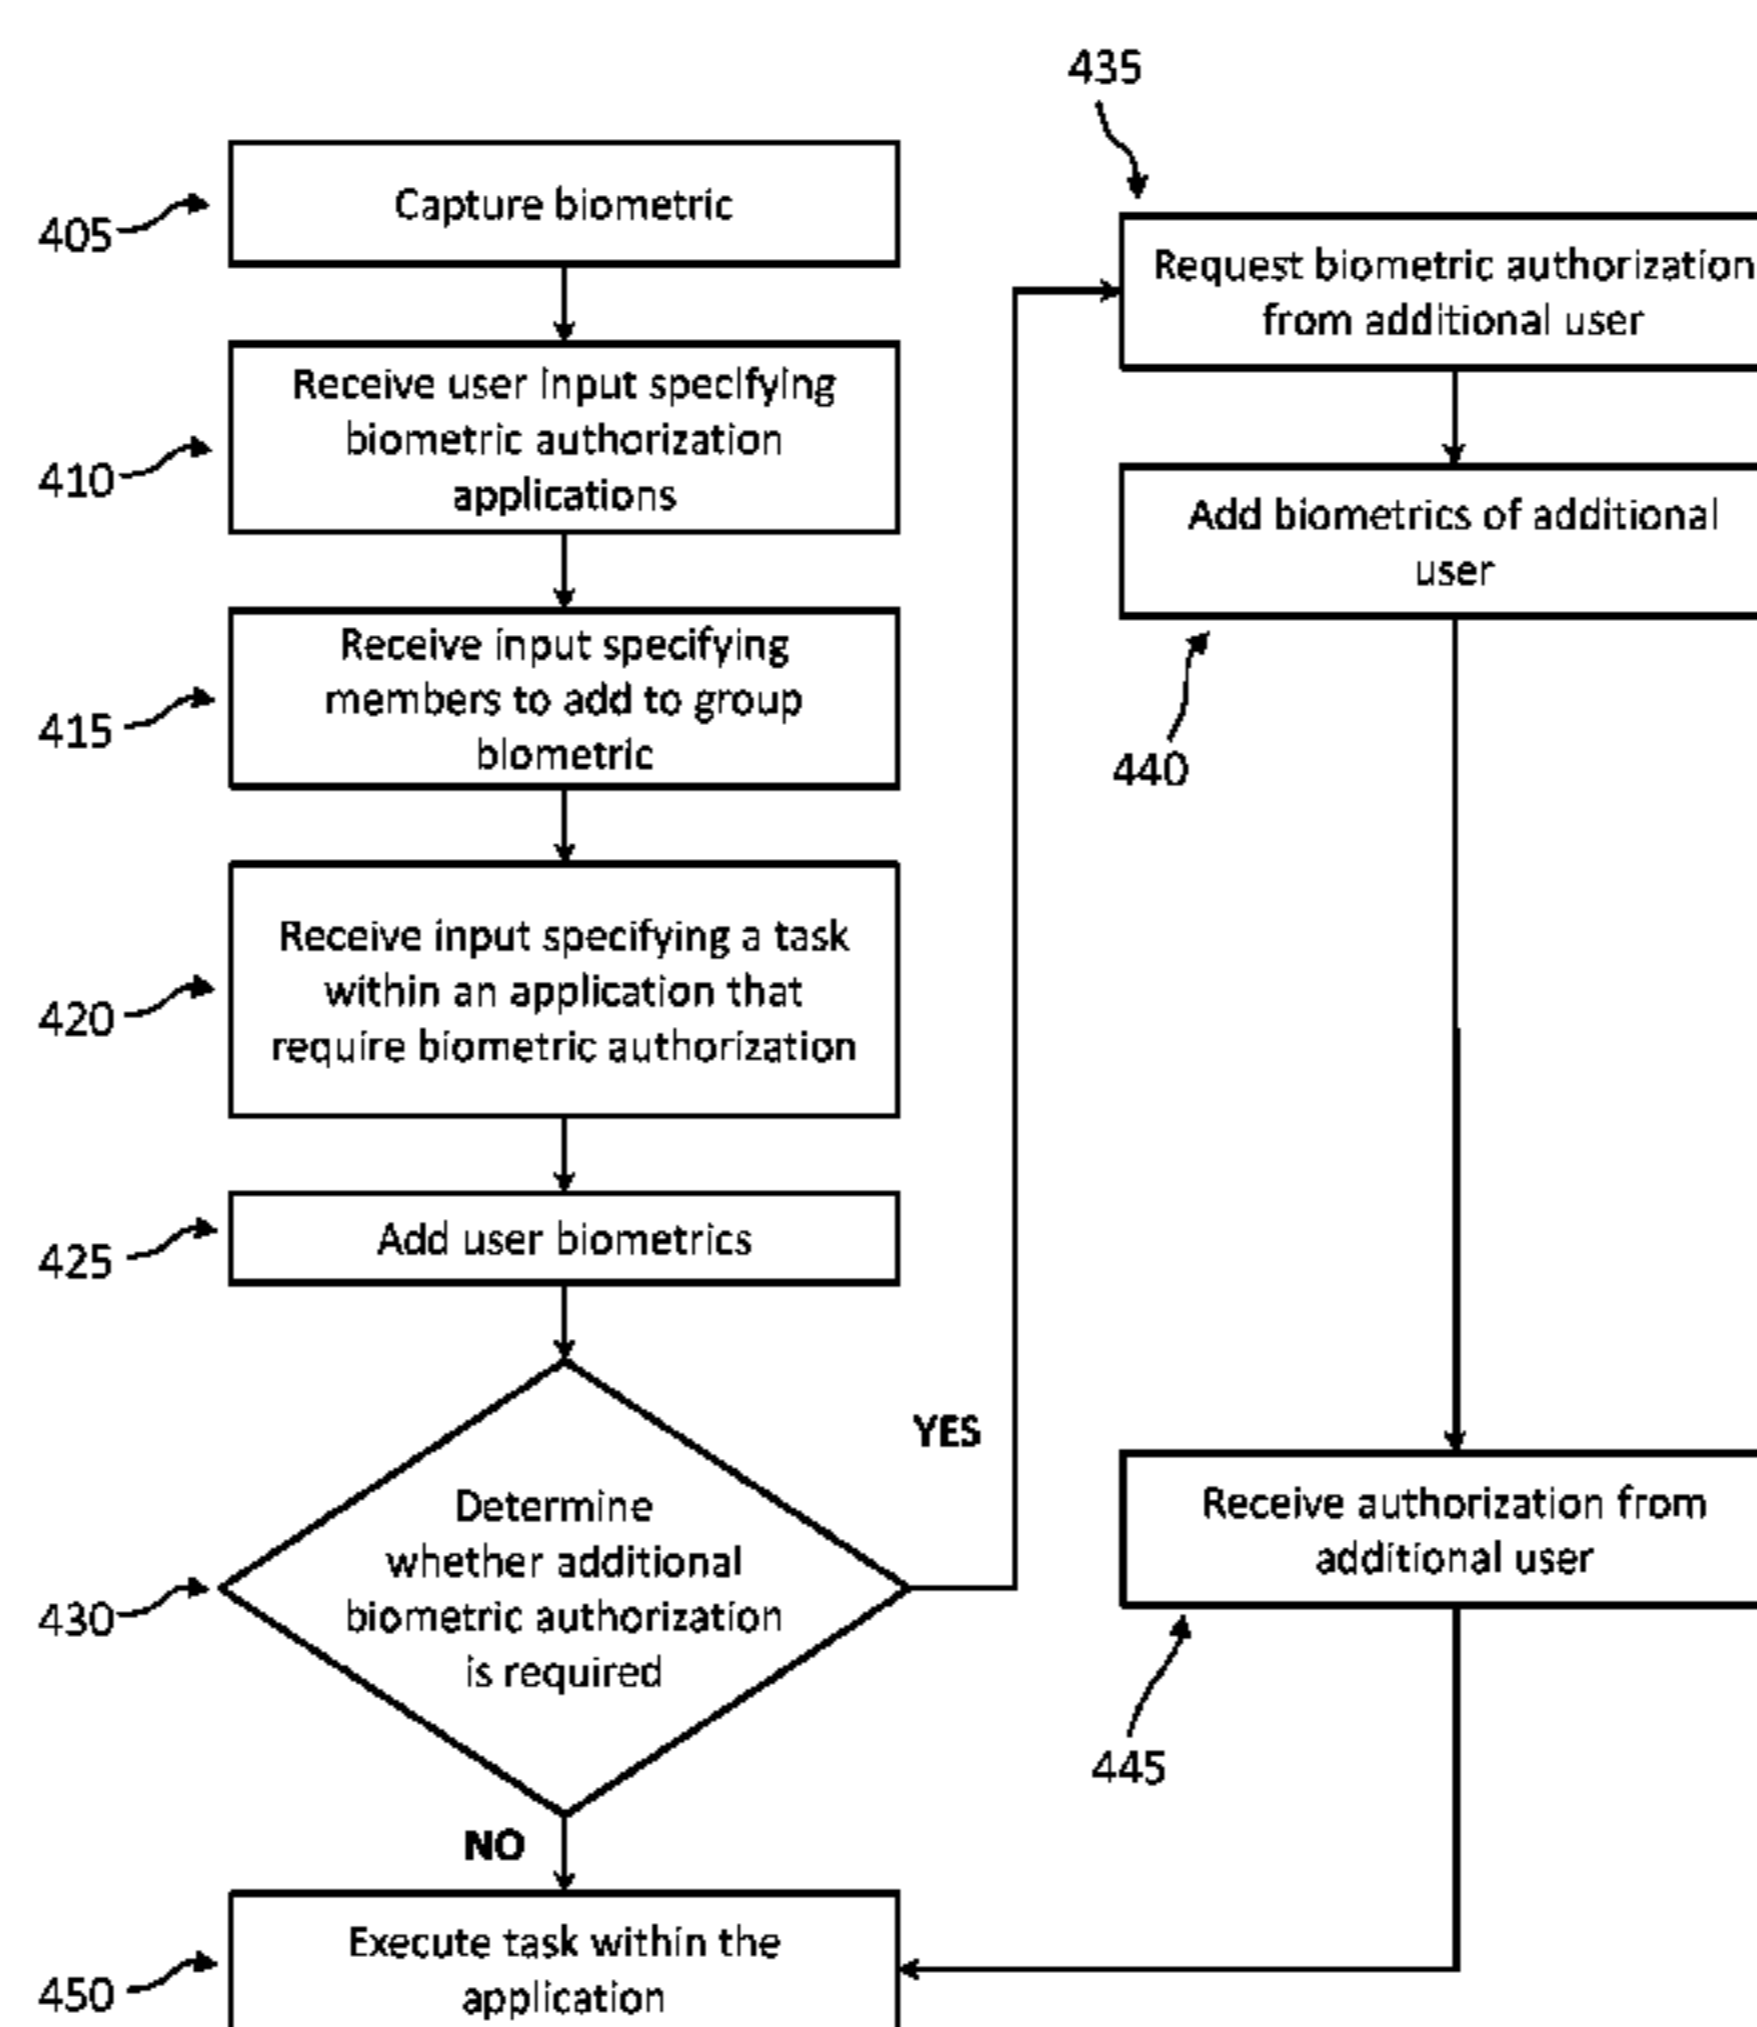 405
Capture biometric
410
Receive user input specifying
biometric authorization
applications
415
Receive input specifying
members to add to group
biometric
420
Receive input specifying a task
within an application that
require biometric authorization
425
Add user biometrics
430
Determine
whether additional
biometric authorization
is required
YES
NO
435
Request biometric authorization
from additional user
Add biometrics of additional
user
440
Receive authorization from
additional user
445
450
Execute task within the
application